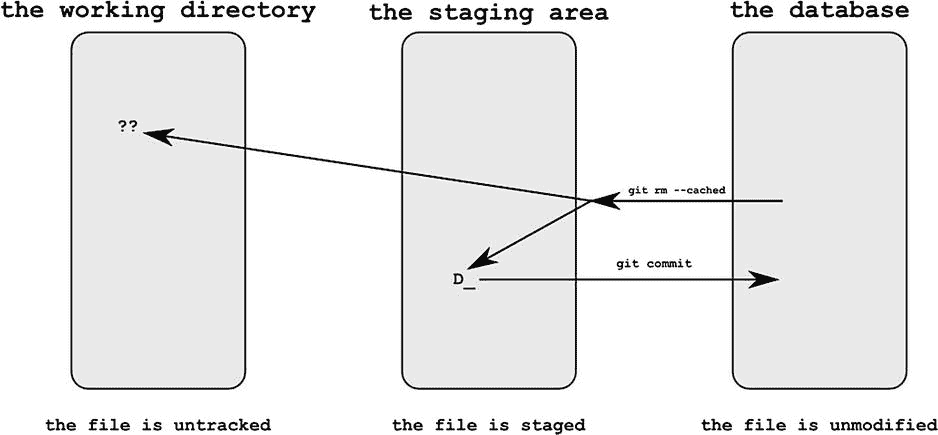 the working directory
the staging area
the database
??
git rm --cached
D_
git commit
the file is untracked
the file is staged
the file is unmodified